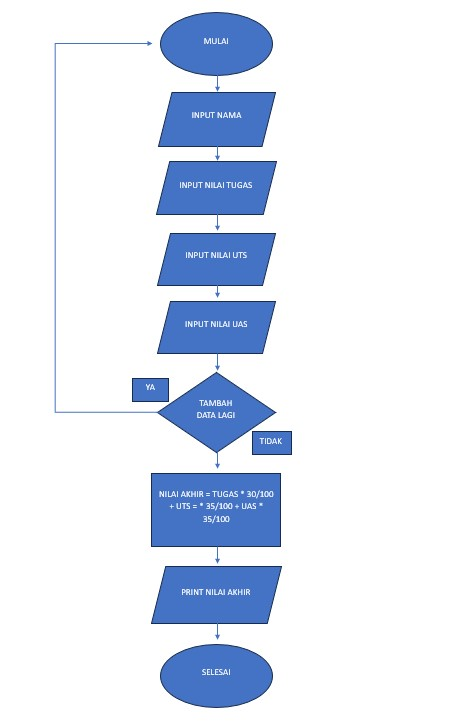 MULAI
INPUT NAMA
INPUT NILAI TUGAS
INPUT NILAI UTS
INPUT NILAI UAS
YA
TAMBAH
DATA LAGI
TIDAK
NILAI AKHIR = TUGAS * 30/100
+ UTS = * 35/100 + UAS *
35/100
PRINT NILAI AKHIR
SELESAI